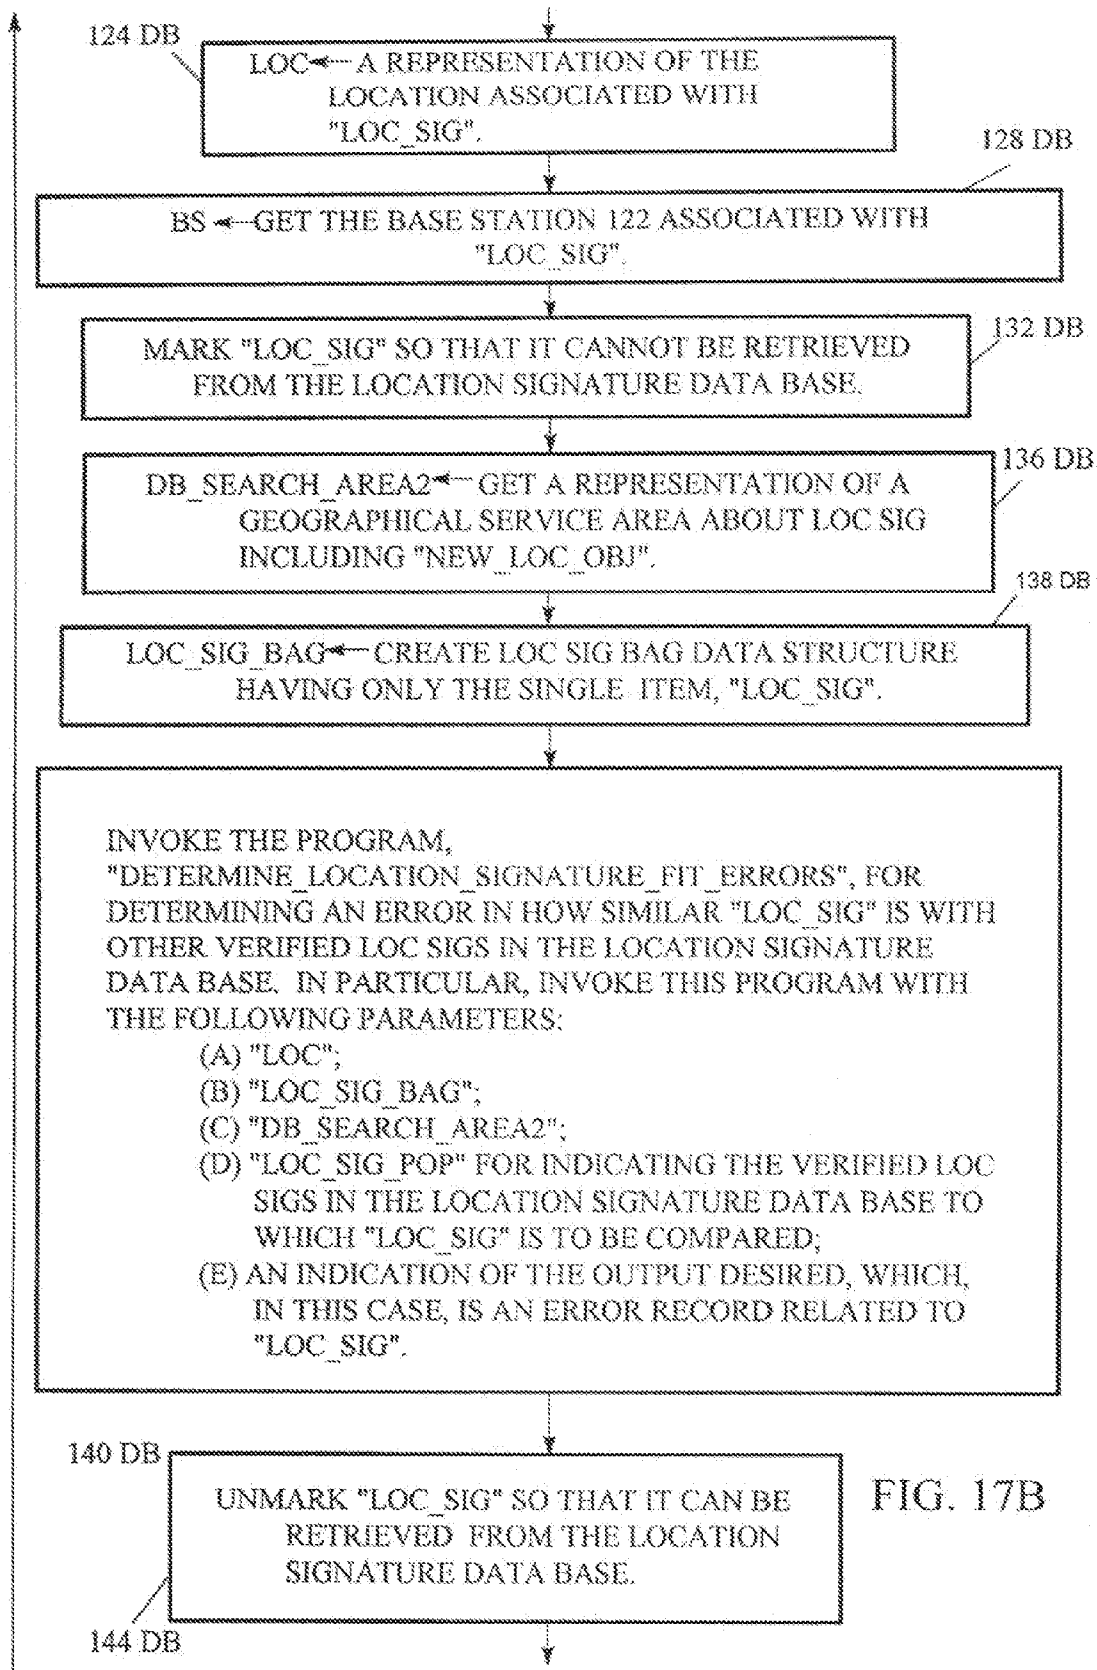 124 DB
LOC A REPRESENTATION OF THE
LOCATION ASSOCIATED WITH
"LOC_SIG".
128 DB
BS GET THE BASE STATION 122 ASSOCIATED WITH
"LOC_SIG".
132 DB
MARK "LOC_SIG" SO THAT IT CANNOT BE RETRIEVED
FROM THE LOCATION SIGNATURE DATA BASE.
136 DB
DB_SEARCH_AREA2 GET A REPRESENTATION OF A
GEOGRAPHICAL SERVICE AREA ABOUT LOC SIG
INCLUDING "NEW_LOC_OBJ".
138 DB
LOC_SIG_BAG CREATE LOC SIG BAG DATA STRUCTURE
HAVING ONLY THE SINGLE ITEM, "LOC_SIG".
INVOKE THE PROGRAM,
"DETERMINE_LOCATION_SIGNATURE_FIT_ERRORS", FOR
DETERMINING AN ERROR IN HOW SIMILAR "LOC_SIG" IS WITH
OTHER VERIFIED LOC SIGS IN THE LOCATION SIGNATURE
DATA BASE. IN PARTICULAR, INVOKE THIS PROGRAM WITH
THE FOLLOWING PARAMETERS:
(A) "LOC";
(B) "LOC_SIG_BAG";
(C) "DB_SEARCH_AREA2";
(D) "LOC_SIG_POP" FOR INDICATING THE VERIFIED LOC
SIGS IN THE LOCATION SIGNATURE DATA BASE TO
WHICH "LOC_SIG" IS TO BE COMPARED;
(E) AN INDICATION OF THE OUTPUT DESIRED, WHICH,
IN THIS CASE, IS AN ERROR RECORD RELATED TO
"LOC_SIG".
140 DB
UNMARK "LOC_SIG" SO THAT IT CAN BE
RETRIEVED FROM THE LOCATION
SIGNATURE DATA BASE.
FIG. 17B
144 DB